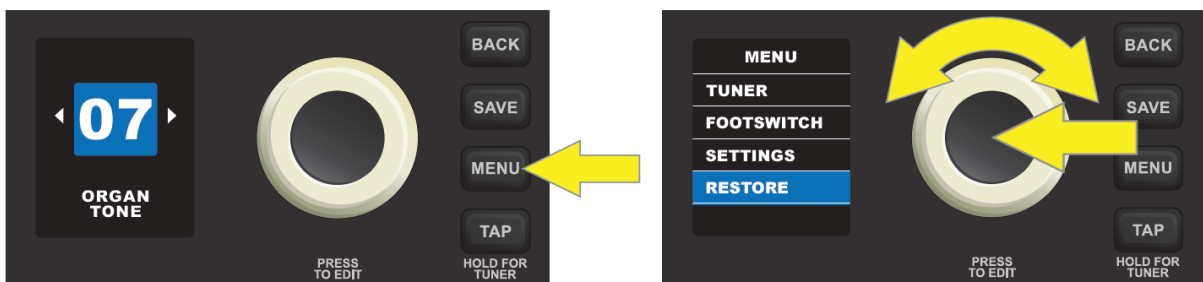 07
ORGAN
TONE
BACK
SAVE
MENU
TAP
PRESS
TO EDIT
HOLD FOR
TUNER
MENU
TUNER
FOOTSWITCH
SETTINGS
RESTORE
BACK
SAVE
MENU
TAP
PRESS
TO EDIT
HOLD FOR
TUNER